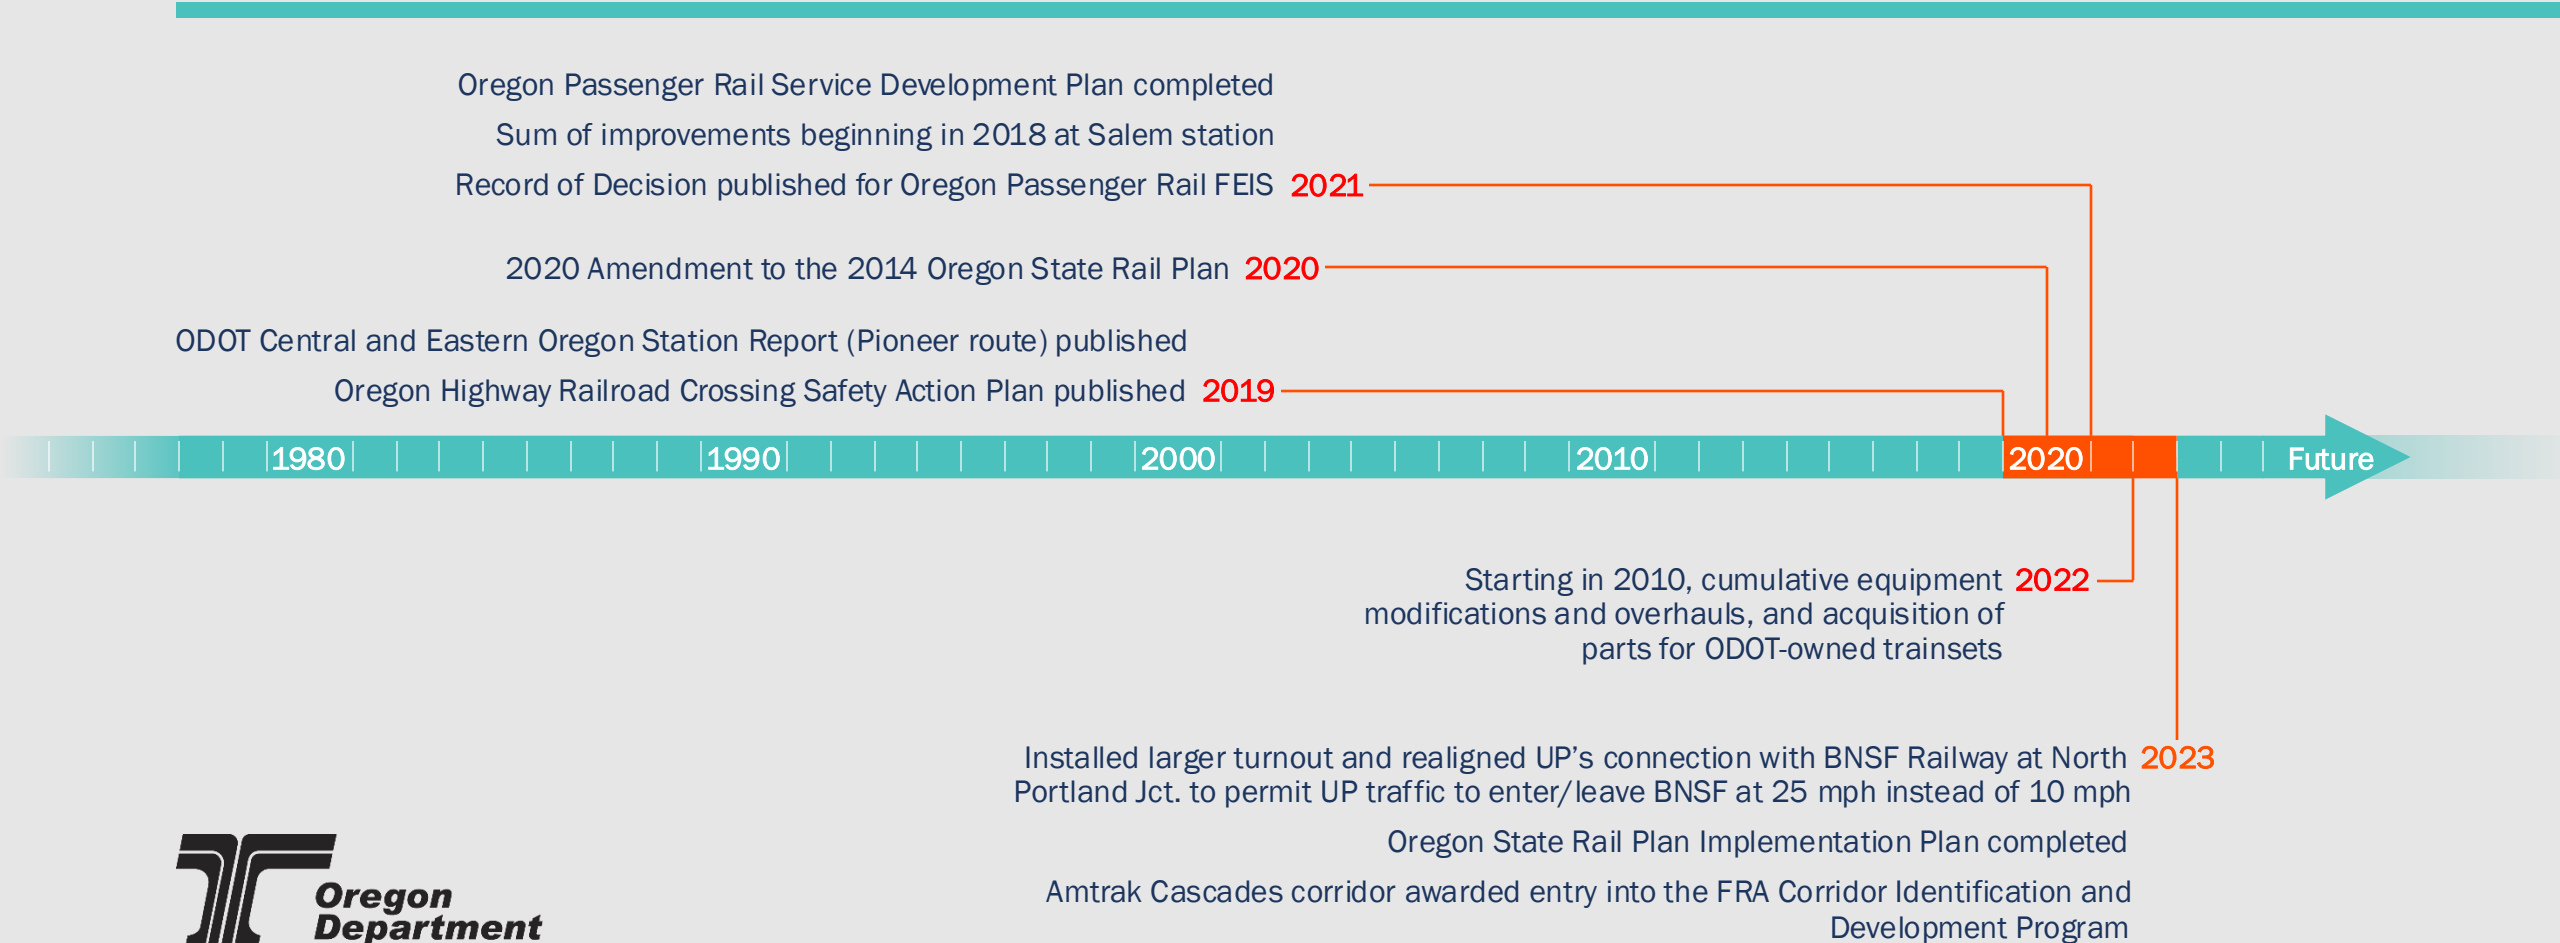 Oregon Passenger Rail Service Development Plan completed
Sum of improvements beginning in 2018 at Salem station
Record of Decision published for Oregon Passenger Rail FEIS 2021
2020 Amendment to the 2014 Oregon State Rail Plan 2020
ODOT Central and Eastern Oregon Station Report (Pioneer route) published
Oregon Highway Railroad Crossing Safety Action Plan published 2019
1980 1990 2000 2010 2020 Future
Starting in 2010, cumulative equipment 2022
modifications and overhauls, and acquisition of
parts for ODOT-owned trainsets
Installed larger turnout and realigned UP’s connection with BNSF Railway at North 2023
Portland Jct. to permit UP traffic to enter/leave BNSF at 25 mph instead of 10 mph
Oregon State Rail Plan Implementation Plan completed
Amtrak Cascades corridor awarded entry into the FRA Corridor Identification and
Development Program
Oregon
Department